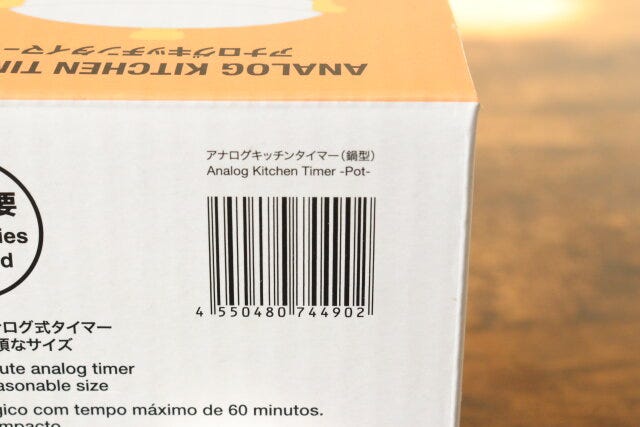 ANALOG KITCHEN TIM
アナログキッチンタイマー
アナログキッチンタイマー（鍋型）
Analog Kitchen Timer -Pot-
4 550480 744902
要
ies
d
ナログ式タイマー
頃なサイズ
ute analog timer
asonable size
gico com tempo máximo de 60 minutos.
mpacto